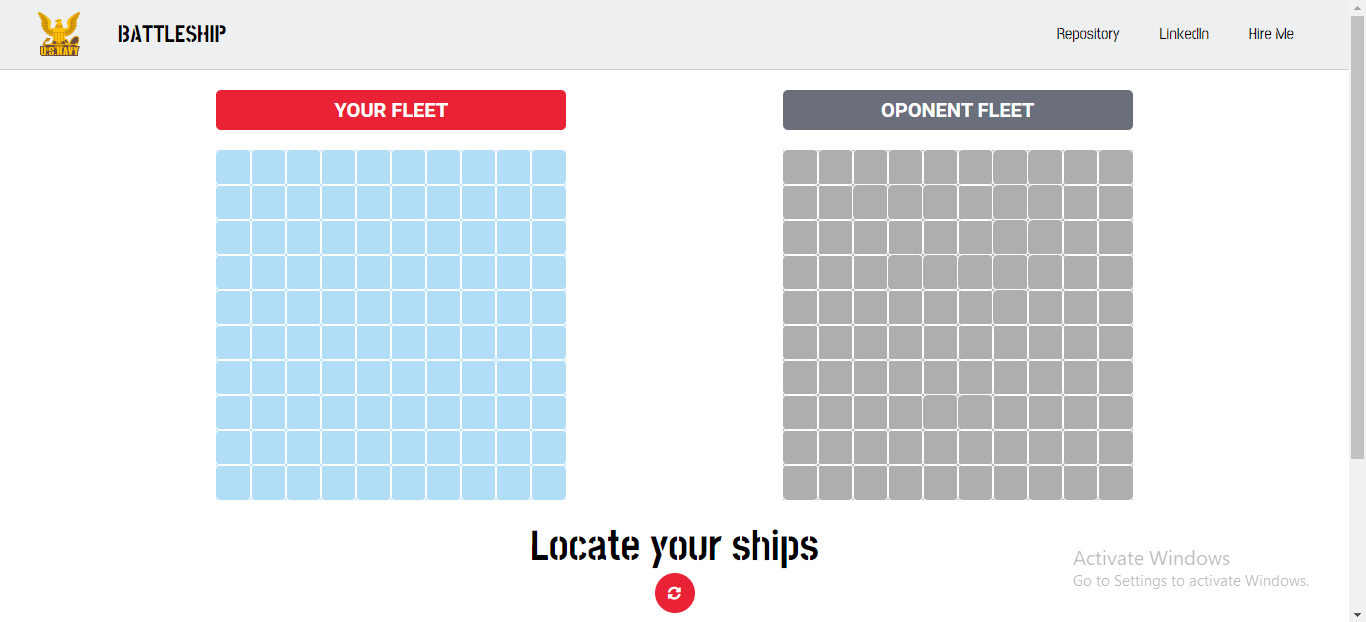 U.S. NAVY
BATTLESHIP
Repository
LinkedIn
Hire Me
YOUR FLEET
OPONENT FLEET
Locate your ships
Activate Windows
Go to Settings to activate Windows.